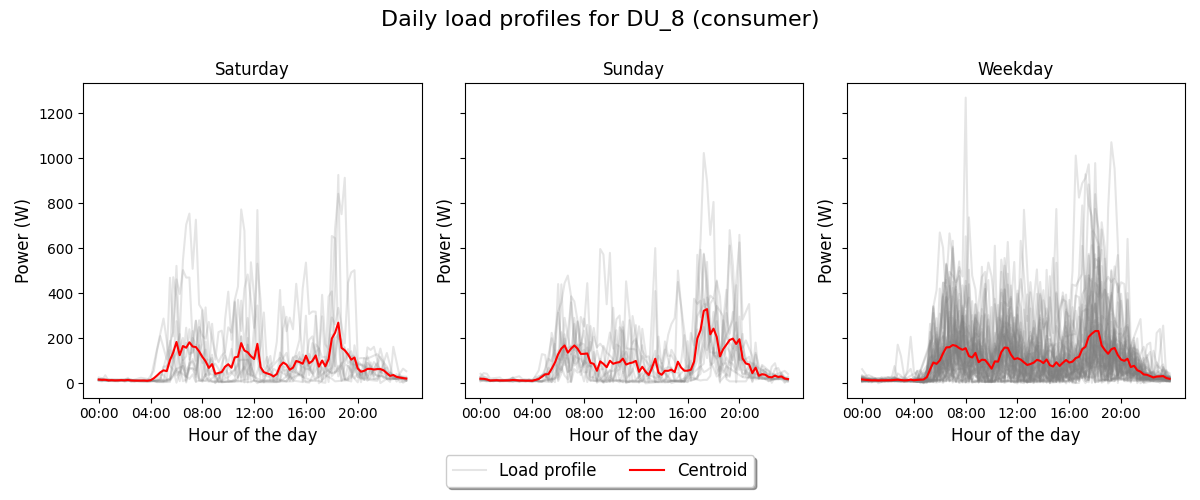 Daily load profiles for DU_8 (consumer)
Saturday
Sunday
Weekday
1200
1000
800
600
400
200
0
Power (W)
Power (W)
Power (W)
00:00 04:00 08:00 12:00 16:00 20:00
00:00 04:00 08:00 12:00 16:00 20:00
00:00 04:00 08:00 12:00 16:00 20:00
Hour of the day
Hour of the day
Hour of the day
Load profile
Centroid